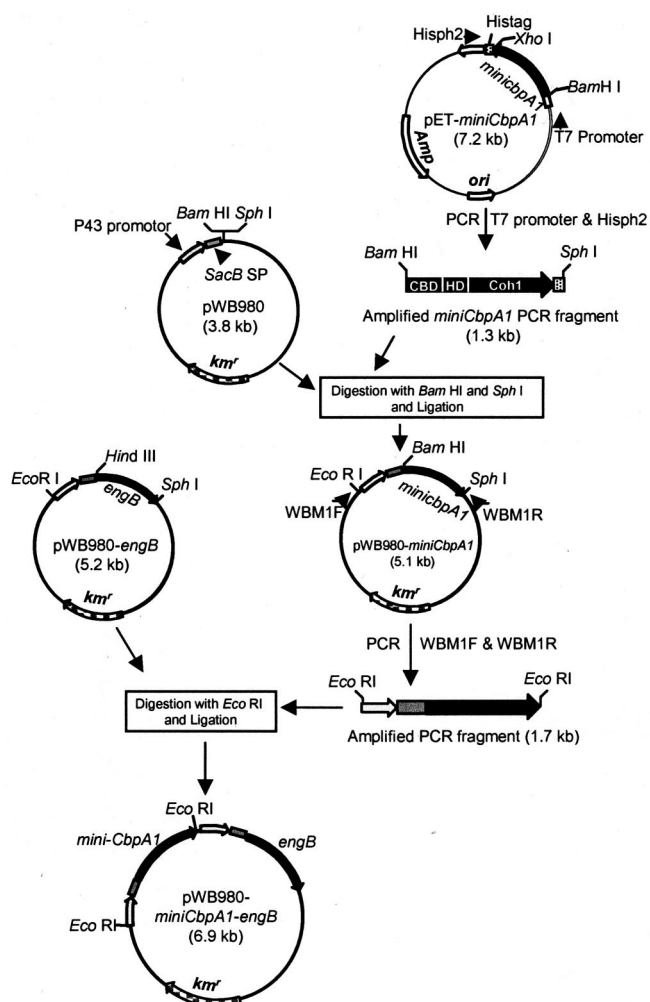 Hisph2
Histag
Xho I
minicbpA1
BamH I
pET-miniCbpA1
(7.2 kb)
T7 Promoter
Amp
ori
PCR
T7 promoter & Hisph2
Bam HI
Sph I
CBD
HD
Coh1
Amplified miniCbpA1 PCR fragment
(1.3 kb)
P43 promotor
Bam HI Sph I
SacB SP
pWB980
(3.8 kb)
kmr
Digestion with Bam HI and Sph I
and Ligation
Bam HI
Eco R I
Sph I
minicbpA1
WBM1F
WBM1R
pWB980-miniCbpA1
(5.1 kb)
kmr
EcoR I
Hind III
engB
Sph I
pWB980-engB
(5.2 kb)
kmr
PCR
WBM1F & WBM1R
Eco RI
Eco RI
Amplified PCR fragment (1.7 kb)
Digestion with Eco RI
and Ligation
Eco RI
mini-CbpA1
engB
pWB980-
miniCbpA1-engB
(6.9 kb)
Eco RI
kmr